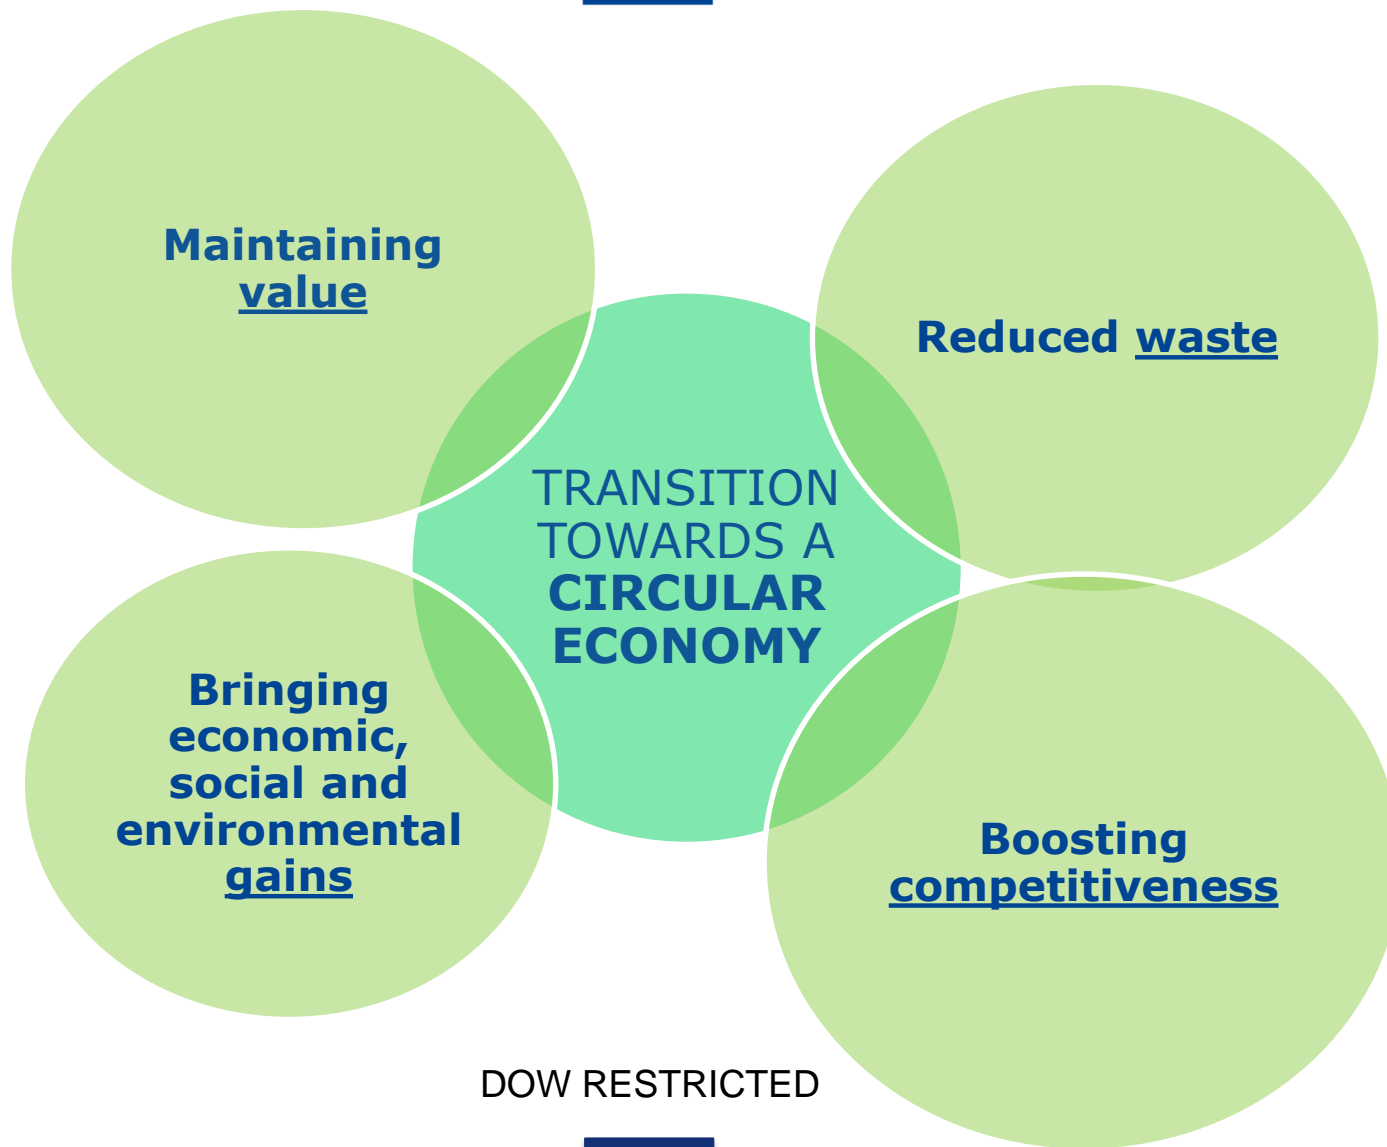 Maintaining
value
Reduced waste
TRANSITION
TOWARDS A
CIRCULAR
ECONOMY
Bringing
economic,
social and
environmental
gains
Boosting
competitiveness
DOW RESTRICTED